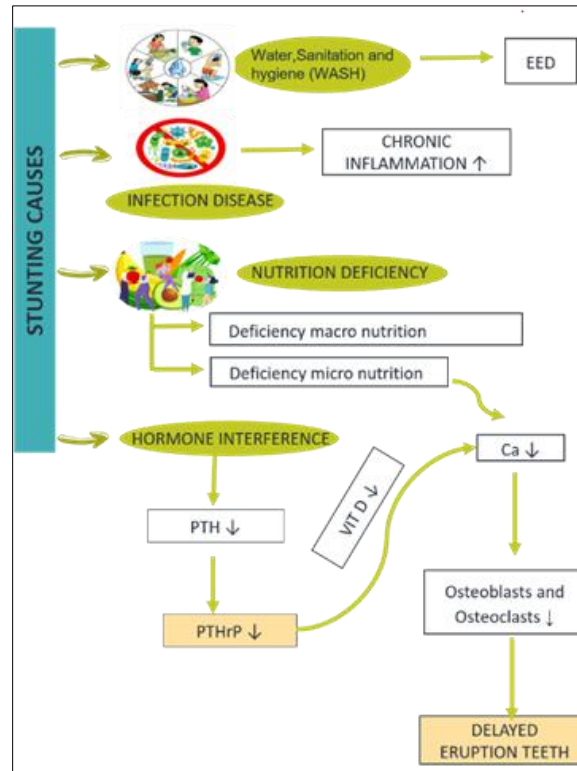 STUNTING CAUSES
Water,Sanitation and
hygiene (WASH)
EED
CHRONIC
INFLAMMATION ↑
INFECTION DISEASE
NUTRITION DEFICIENCY
Deficiency macro nutrition
Deficiency micro nutrition
HORMONE INTERFERENCE
Ca ↓
VIT D ↓
PTH ↓
PTHrP ↓
Osteoblasts and
Osteoclasts ↓
DELAYED
ERUPTION TEETH